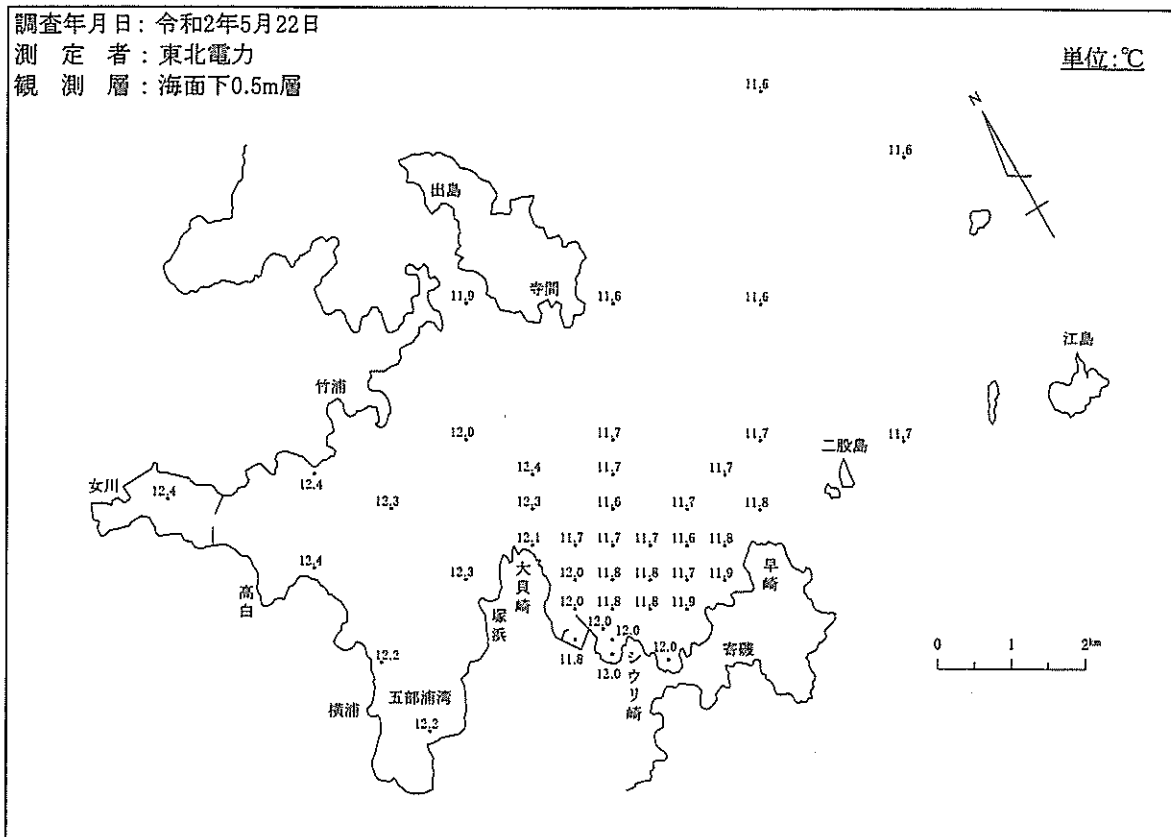 調査年月日：令和2年5月22日
測　定　者：東北電力
観　測　層：海面下0.5m層
単位：℃
11.6
N
11.6
出島
11.9
寺間
11.6
11.6
江島
竹浦
12.0
11.7
11.7
11.7
二股島
女川
12.4
12.4
12.4
11.7
11.7
12.3
12.3
11.6
11.7
11.8
12.1
11.7
11.7
11.7
11.6
11.8
高白
12.4
12.3
大貝崎
12.0
11.8
11.8
11.7
11.9
早崎
塚浜
12.0
11.8
11.8
11.9
12.0
12.0
12.2
11.8
12.0
シウリ崎
12.0
寄磯
0
1
2km
横浦
五部浦湾
12.2